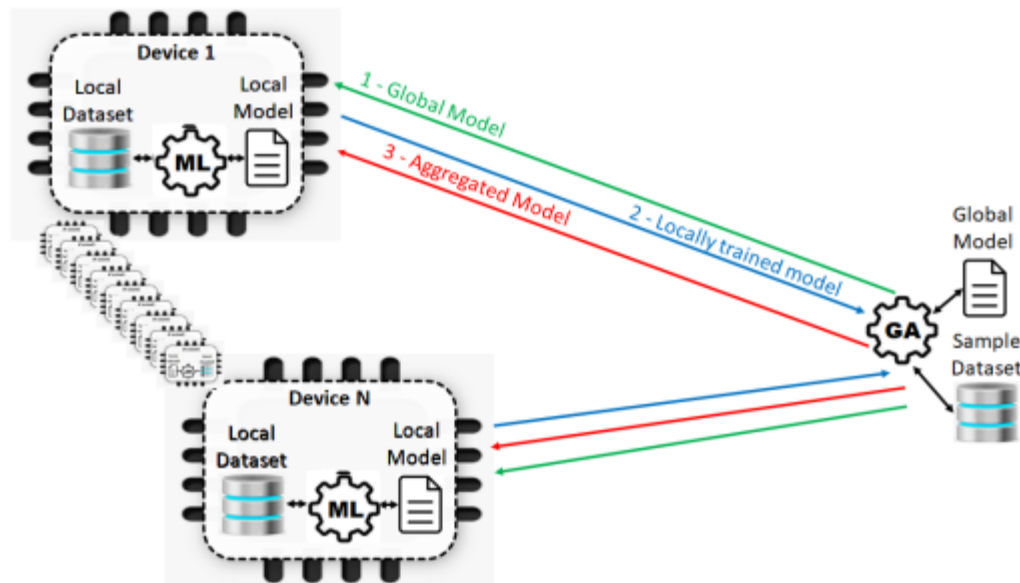 Device 1
Local
Dataset
Local
Model
ML
1 - Global Model
2 - Locally trained model
3 - Aggregated Model
Global
Model
GA
Sample
Dataset
Device N
Local
Dataset
Local
Model
ML